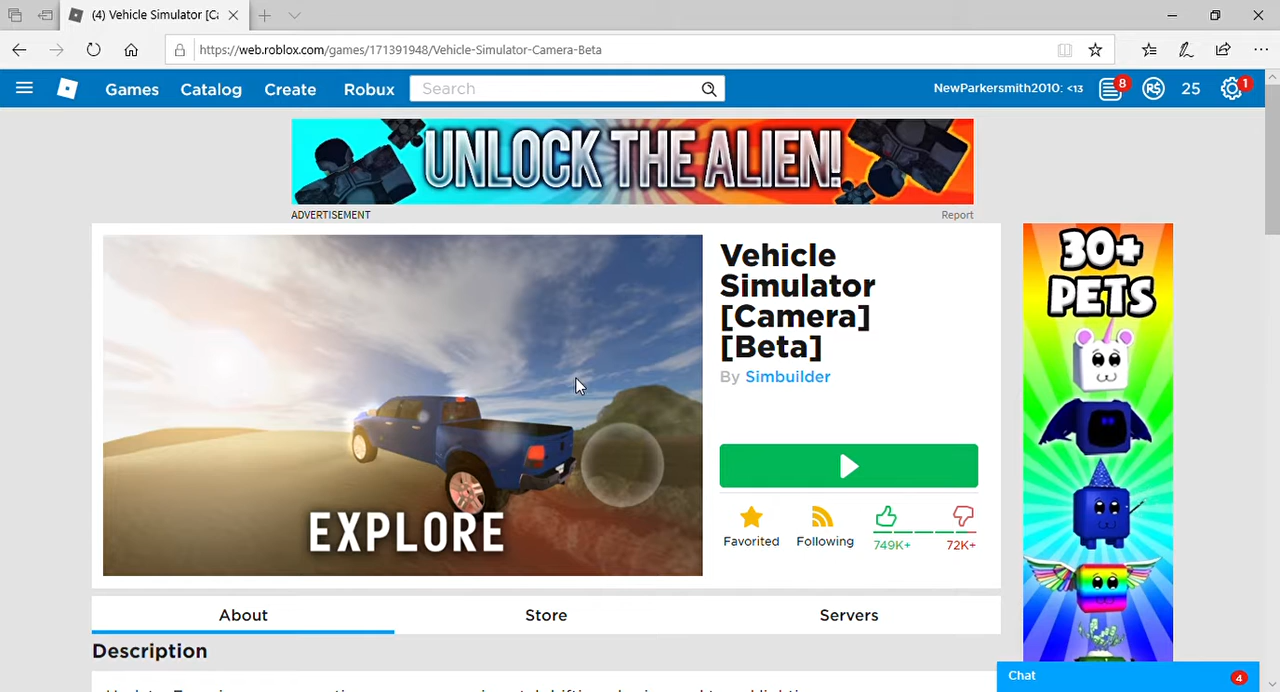 (4) Vehicle Simulator [Ca
https://web.roblox.com/games/171391948/Vehicle-Simulator-Camera-Beta
Games Catalog Create Robux Search NewParkersmith2010: <13 8 R$ 25 1
UNLOCK THE ALIEN!
ADVERTISEMENT Report
Vehicle
Simulator
[Camera]
[Beta]
By Simbuilder
EXPLORE
Favorited Following 749K+ 72K+
30+
PETS
About Store Servers
Description
Chat 4